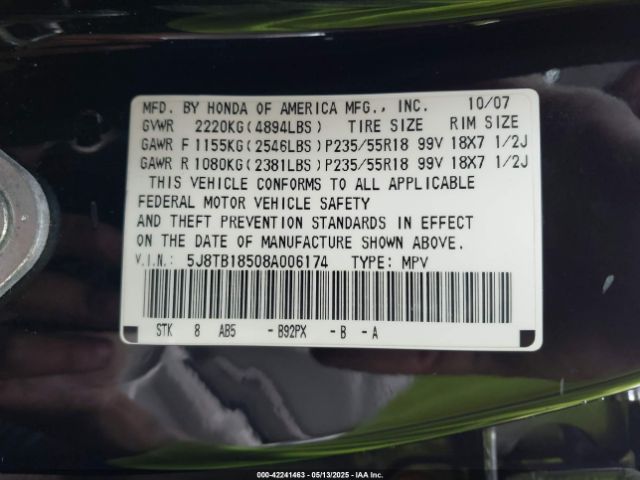 MFD. BY HONDA OF AMERICA MFG., INC. 10/07
GVWR 2220KG(4894LBS) TIRE SIZE RIM SIZE
GAWR F 1155KG(2546LBS)P235/55R18 99V 18X7 1/2J
GAWR R 1080KG(2381LBS)P235/55R18 99V 18X7 1/2J
THIS VEHICLE CONFORMS TO ALL APPLICABLE
FEDERAL MOTOR VEHICLE SAFETY
AND THEFT PREVENTION STANDARDS IN EFFECT
ON THE DATE OF MANUFACTURE SHOWN ABOVE.
V.I.N.: 5J8TB18508A006174 TYPE: MPV
STK 8 AB5 -B92PX -B -A
000-42241463 - 05/13/2025 - IAA Inc.